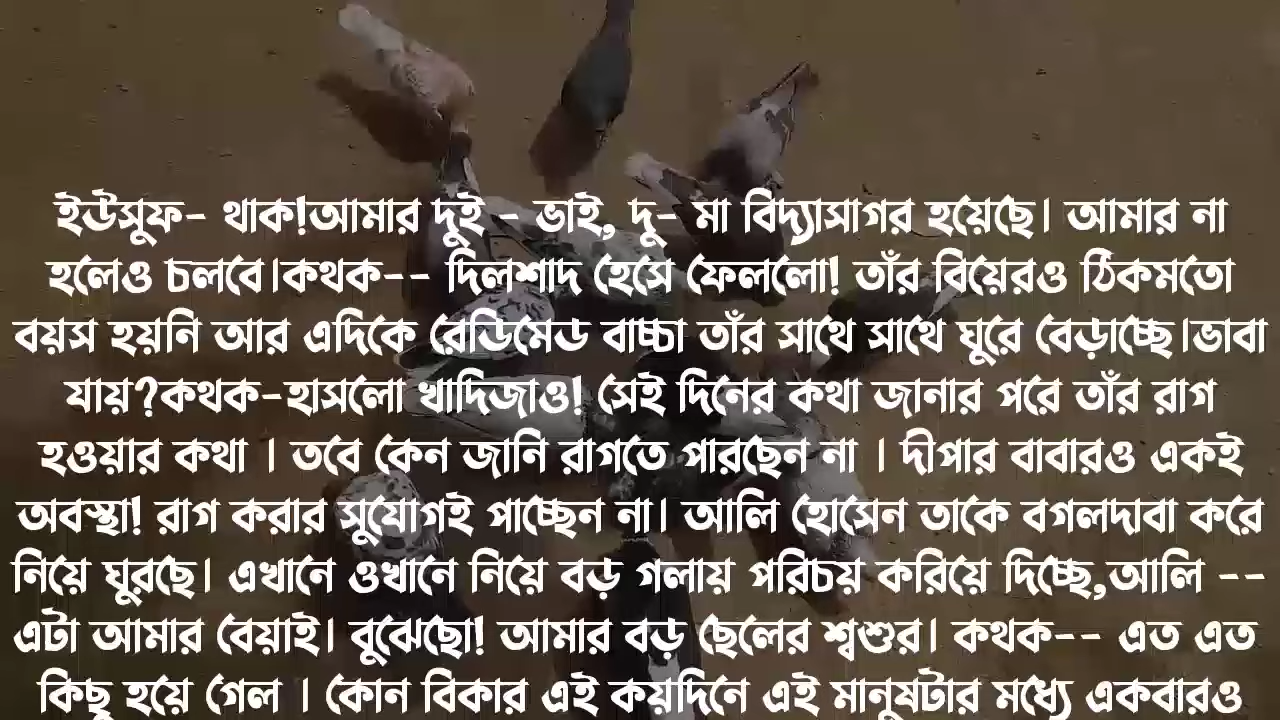 ইউসুফ- থাক!আমার দুই - ভাই, দু- মা বিদ্যাসাগর হয়েছে। আমার না
হলেও চলবে।কথক-- দিলশাদ হেসে ফেললো! তাঁর বিয়েরও ঠিকমতো
বয়স হয়নি আর এদিকে রেডিমেড বাচ্চা তাঁর সাথে সাথে ঘুরে বেড়াচ্ছে।ভাবা
যায়?কথক-হাসলো খাদিজাও! সেই দিনের কথা জানার পরে তাঁর রাগ
হওয়ার কথা । তবে কেন জানি রাগতে পারছেন না । দীপার বাবারও একই
অবস্থা! রাগ করার সুযোগই পাচ্ছেন না। আলি হোসেন তাকে বগলদাবা করে
নিয়ে ঘুরছে। এখানে ওখানে নিয়ে বড় গলায় পরিচয় করিয়ে দিচ্ছে,আলি --
এটা আমার বেয়াই। বুঝেছো! আমার বড় ছেলের শ্বশুর। কথক-- এত এত
কিছু হয়ে গেল । কোন বিকার এই কয়দিনে এই মানুষটার মধ্যে একবারও